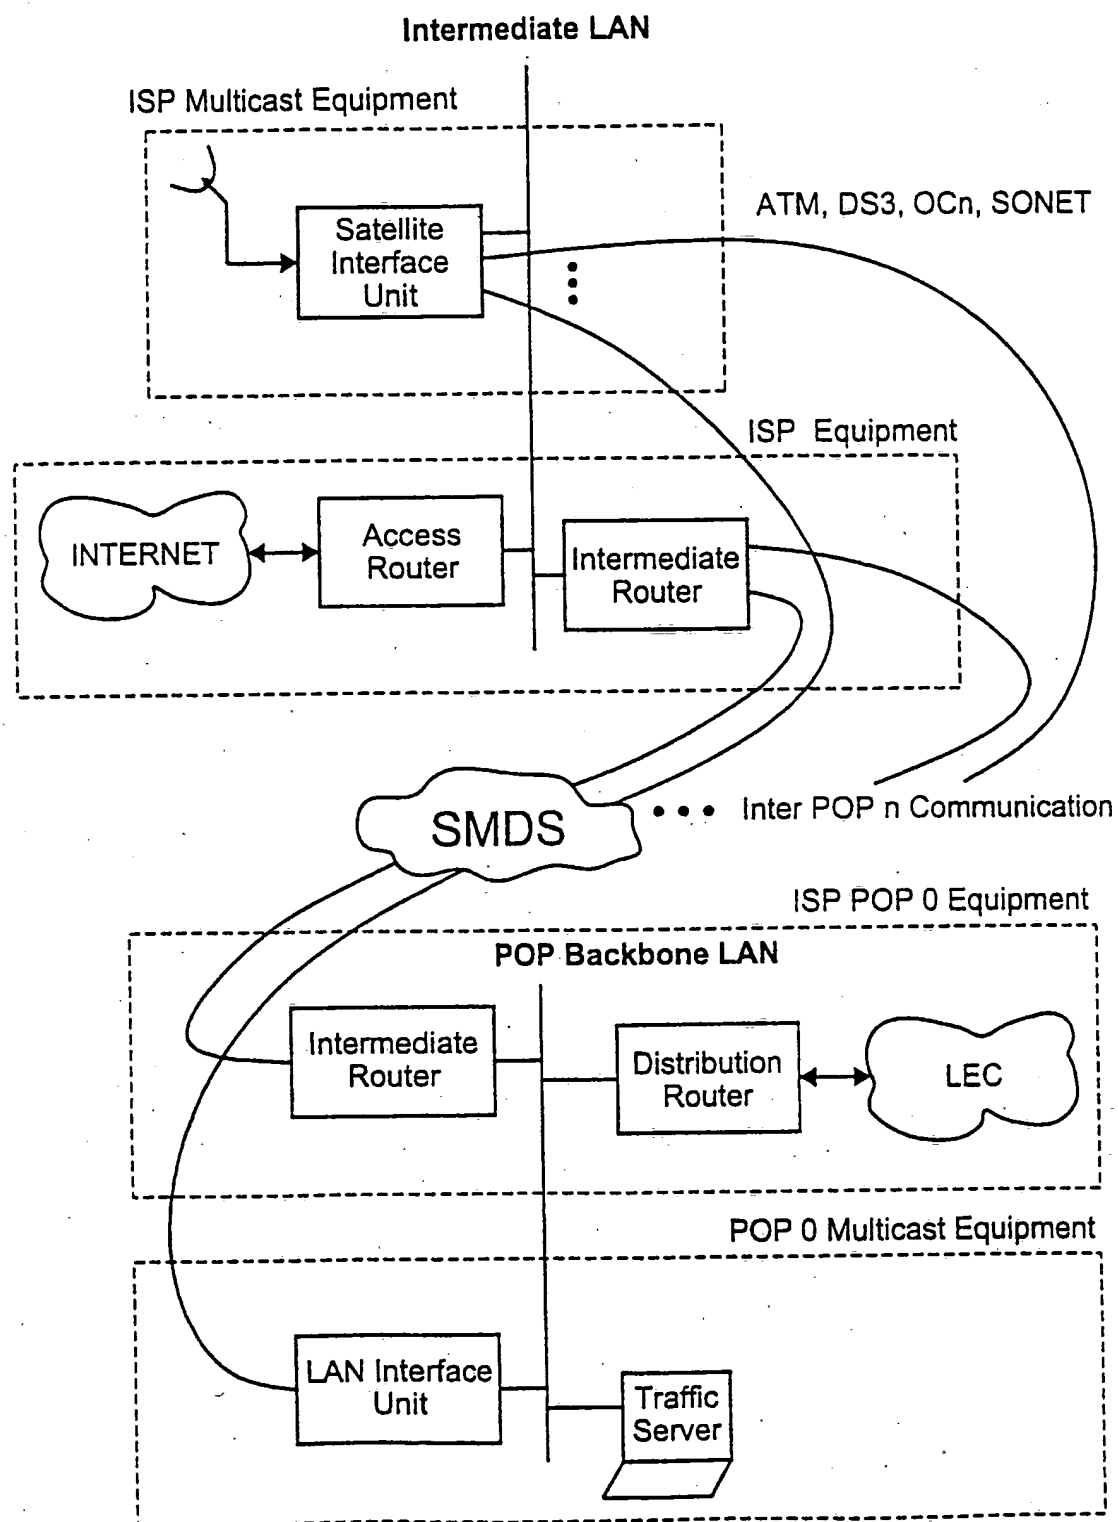 Intermediate LAN
ISP Multicast Equipment
ATM, DS3, OCn, SONET
Satellite
Interface
Unit
ISP Equipment
INTERNET
Access
Router
Intermediate
Router
SMDS
Inter POP n Communication
ISP POP 0 Equipment
POP Backbone LAN
Intermediate
Router
Distribution
Router
LEC
POP 0 Multicast Equipment
LAN Interface
Unit
Traffic
Server